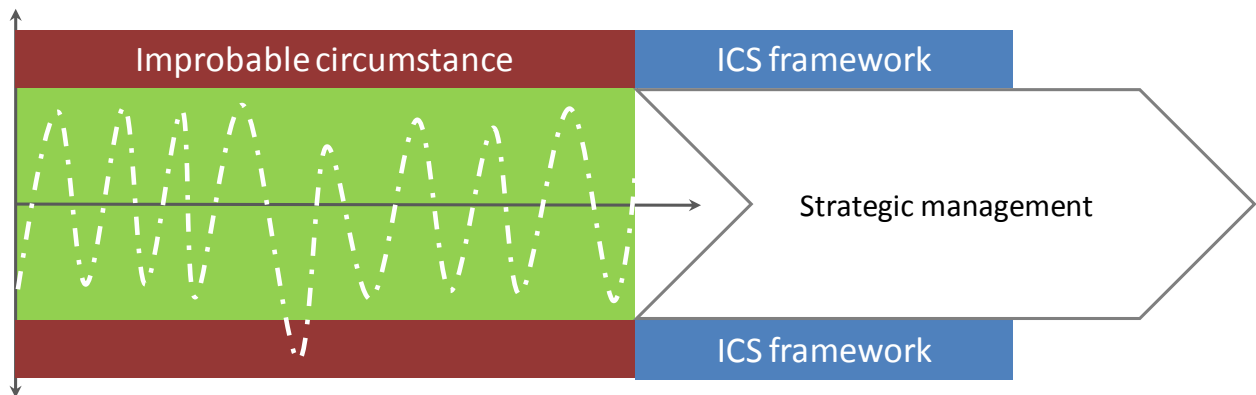 Improbable circumstance
ICS framework
Strategic management
ICS framework